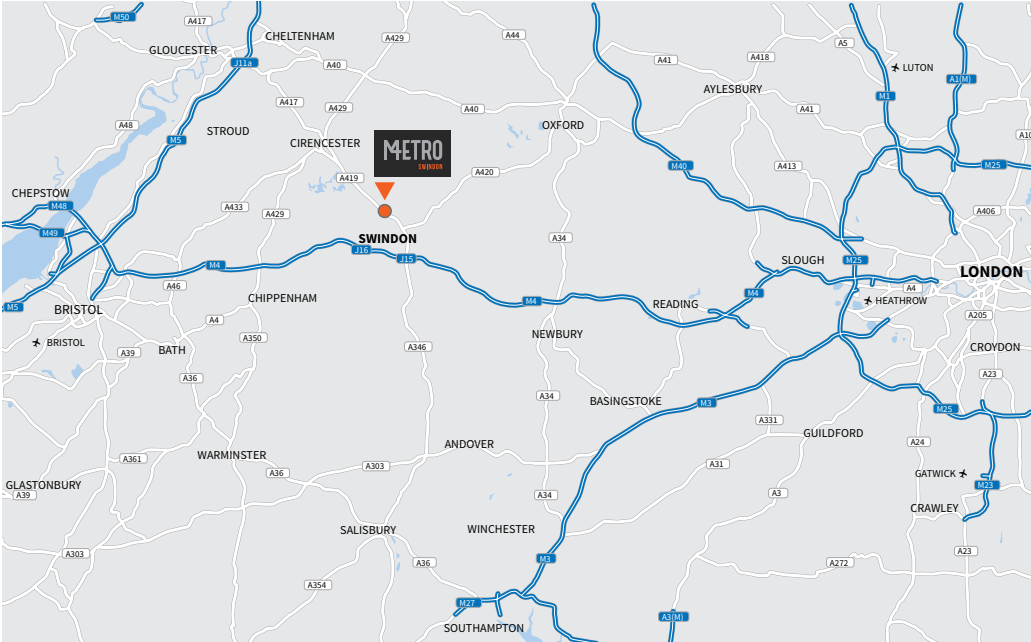 M50
A417
A429
A44
A5
CHELTENHAM
GLOUCESTER
J11a
A40
A41
A418
LUTON
A1(M)
AYLESBURY
M1
A417
A429
A40
A41
A48
STROUD
OXFORD
M5
CIRENCESTER
METRO
SWINDON
M40
A413
M25
A419
A420
CHEPSTOW
M48
A433
A429
A406
M49
A34
SWINDON
J16
J15
M4
SLOUGH
M25
LONDON
A46
A4
M4
CHIPPENHAM
M4
READING
HEATHROW
M5
BRISTOL
A4
A205
NEWBURY
A350
BRISTOL
A346
CROYDON
A39
BATH
A36
A23
A34
BASINGSTOKE
M3
M25
A331
GUILDFORD
ANDOVER
A24
WARMINSTER
A361
A303
A31
A36
GATWICK
GLASTONBURY
M23
A39
A34
A3
CRAWLEY
SALISBURY
WINCHESTER
A303
A23
M3
A36
A272
A354
M27
A3(M)
SOUTHAMPTON